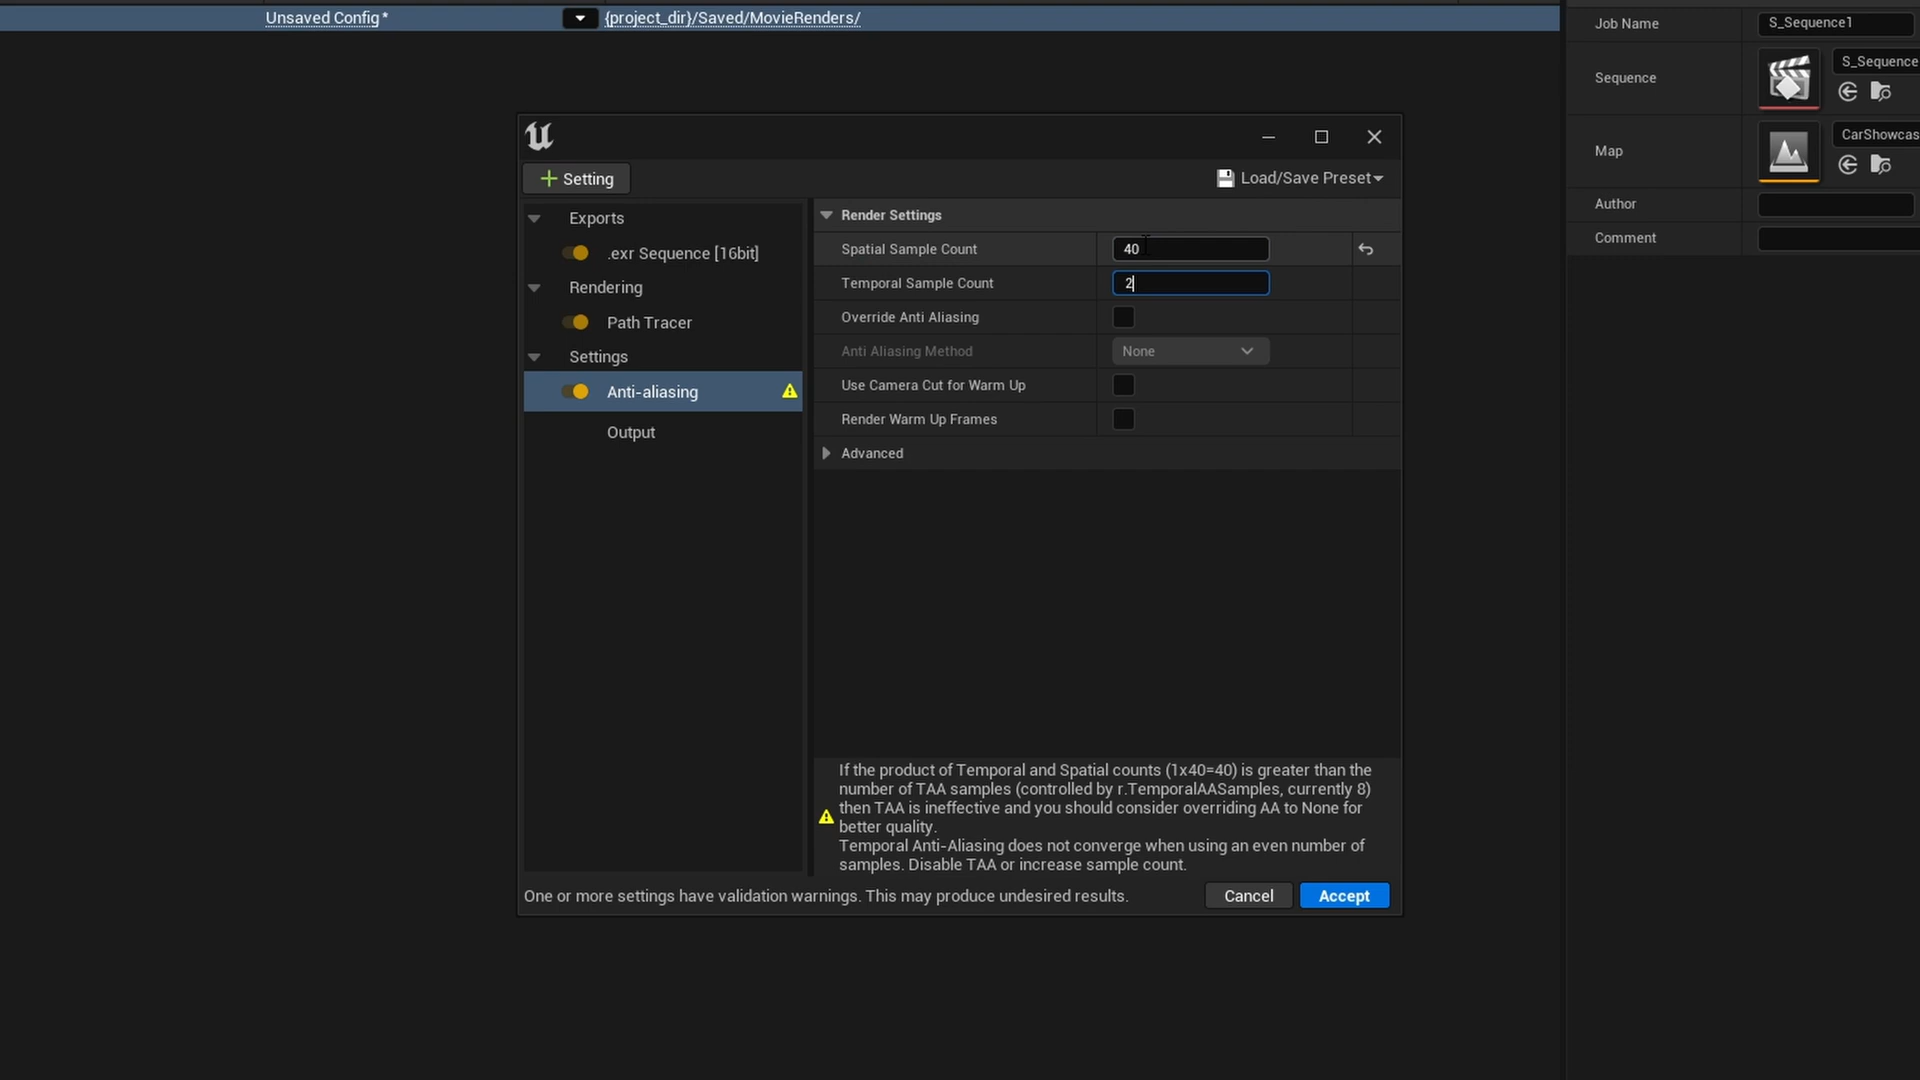 Unsaved Config*
{project_dir}/Saved/MovieRenders/
Job Name
S_Sequence1
Sequence
S_Sequence
Map
CarShowcas
Author
Comment
Setting
Load/Save Preset
Exports
.exr Sequence [16bit]
Rendering
Path Tracer
Settings
Anti-aliasing
Output
Render Settings
Spatial Sample Count
40
Temporal Sample Count
2
Override Anti Aliasing
Anti Aliasing Method
None
Use Camera Cut for Warm Up
Render Warm Up Frames
Advanced
If the product of Temporal and Spatial counts (1x40=40) is greater than the
number of TAA samples (controlled by r.TemporalAASamples, currently 8)
then TAA is ineffective and you should consider overriding AA to None for
better quality.
Temporal Anti-Aliasing does not converge when using an even number of
samples. Disable TAA or increase sample count.
One or more settings have validation warnings. This may produce undesired results.
Cancel
Accept